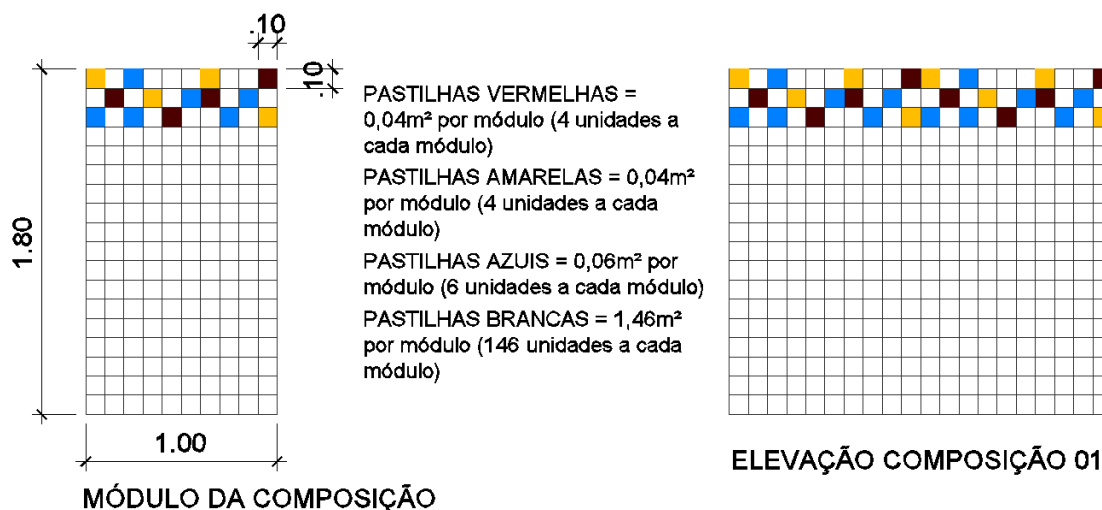 .10
.10
PASTILHAS VERMELHAS =
0,04m² por módulo (4 unidades a
cada módulo)
PASTILHAS AMARELAS = 0,04m²
por módulo (4 unidades a cada
módulo)
PASTILHAS AZUIS = 0,06m² por
módulo (6 unidades a cada módulo)
PASTILHAS BRANCAS = 1,46m²
por módulo (146 unidades a cada
módulo)
1.80
1.00
MÓDULO DA COMPOSIÇÃO
ELEVAÇÃO COMPOSIÇÃO 01